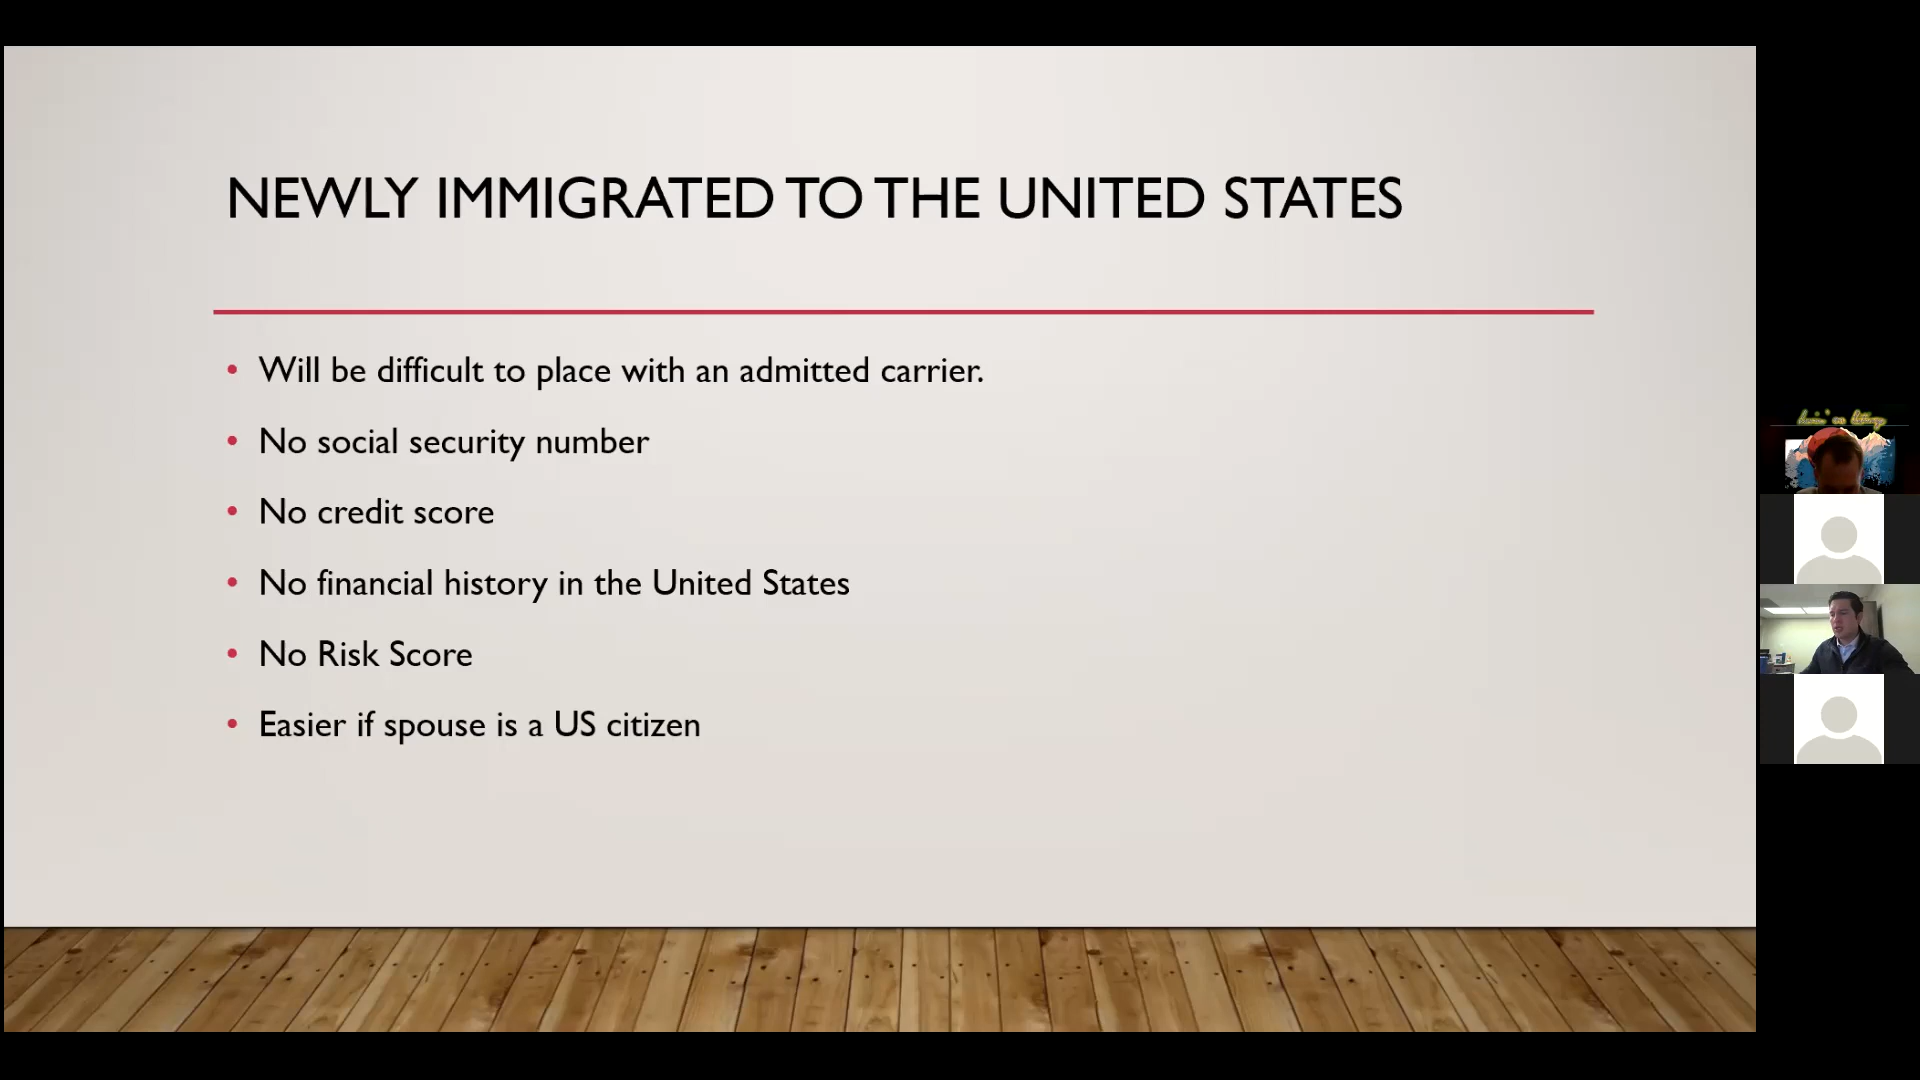 NEWLY IMMIGRATED TO THE UNITED STATES
• Will be difficult to place with an admitted carrier.
• No social security number
• No credit score
• No financial history in the United States
• No Risk Score
• Easier if spouse is a US citizen